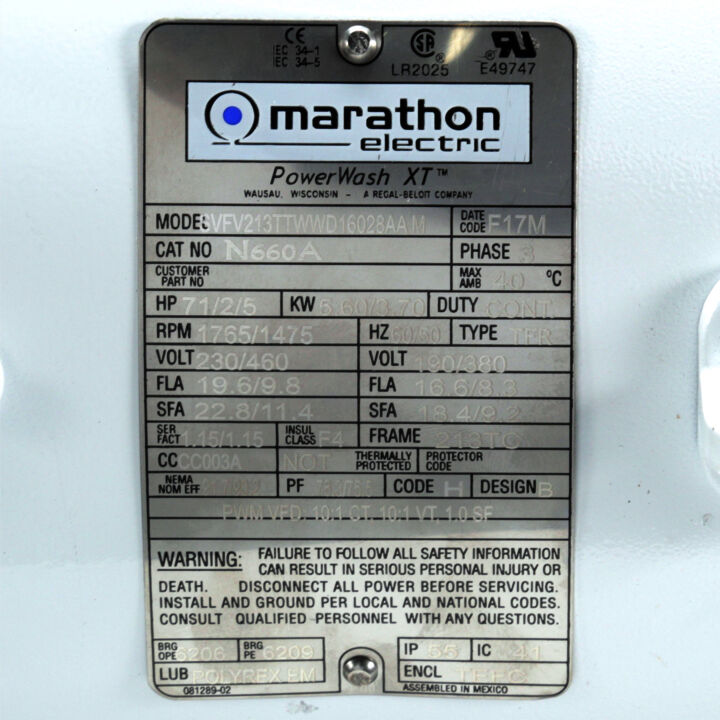 CE
IEC 34-1
IEC 34-5
LR2025
E49747
marathon
electric
PowerWash XT™
WAUSAU, WISCONSIN - A REGAL-BELOIT COMPANY
MODEL SVFV213TTWWD16028AA M DATE CODE F17M
CAT NO N660A PHASE 3
CUSTOMER PART NO MAX AMB 40 °C
HP 71/2/5 KW 5.60/3.70 DUTY CONT.
RPM 1765/1475 HZ 60/50 TYPE TFR
VOLT 230/460 VOLT 190/380
FLA 19.6/9.8 FLA 16.6/8.3
SFA 22.8/11.4 SFA 18.4/9.2
SER FACT 1.15/1.15 INSUL CLASS F4 FRAME 213TC
CC CC003A NOT THERMALLY PROTECTED PROTECTOR CODE
NEMA NOM EFF PF CODE H DESIGN B
PWM VFD: 10:1 CT, 10:1 VT, 1.0 SF
WARNING: FAILURE TO FOLLOW ALL SAFETY INFORMATION
CAN RESULT IN SERIOUS PERSONAL INJURY OR
DEATH. DISCONNECT ALL POWER BEFORE SERVICING.
INSTALL AND GROUND PER LOCAL AND NATIONAL CODES.
CONSULT QUALIFIED PERSONNEL WITH ANY QUESTIONS.
BRG OPE 6206 BRG PE 6209 IP 55 IC 41
LUB POLYREX EM ENCL TEFC
081289-02 ASSEMBLED IN MEXICO